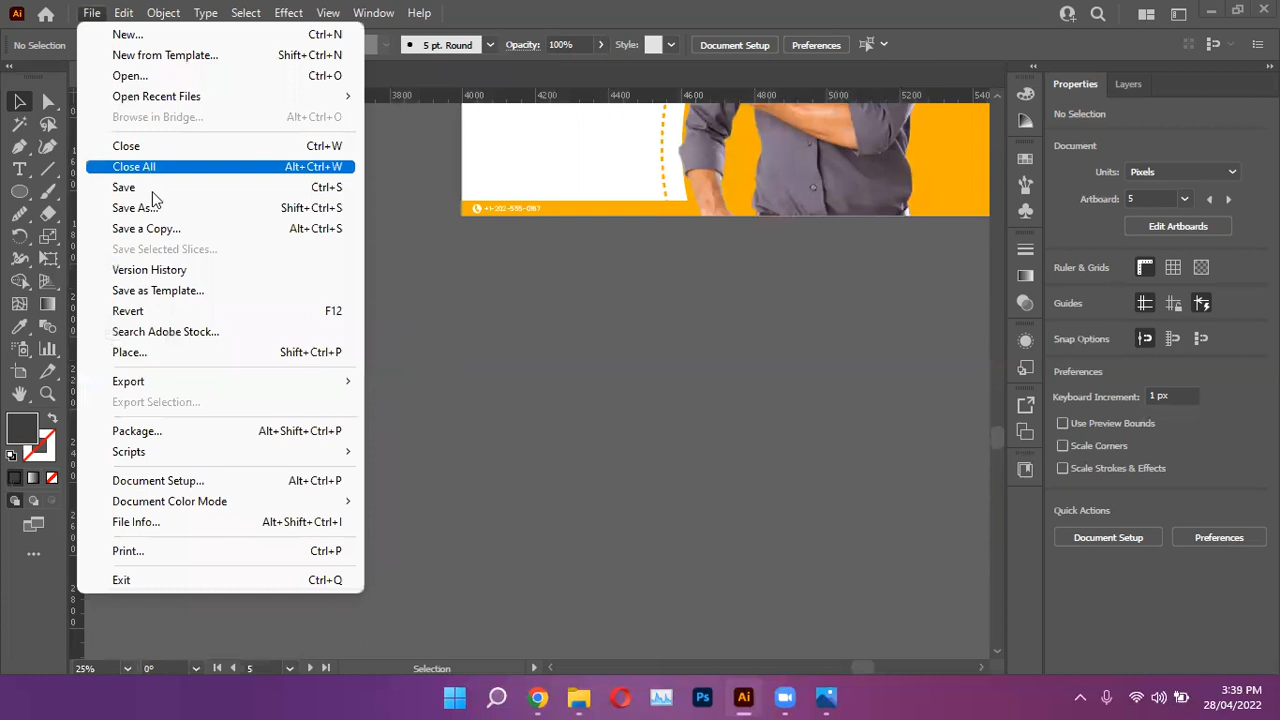 Ai File Edit Object Type Select Effect View Window Help
No Selection 5 pt. Round Opacity: 100% Style: Document Setup Preferences
New... Ctrl+N
New from Template... Shift+Ctrl+N
Open... Ctrl+O
Open Recent Files
Browse in Bridge... Alt+Ctrl+O
Close Ctrl+W
Close All Alt+Ctrl+W
Save Ctrl+S
Save As... Shift+Ctrl+S
Save a Copy... Alt+Ctrl+S
Save Selected Slices...
Version History
Save as Template...
Revert F12
Search Adobe Stock...
Place... Shift+Ctrl+P
Export
Export Selection...
Package... Alt+Shift+Ctrl+P
Scripts
Document Setup... Alt+Ctrl+P
Document Color Mode
File Info... Alt+Shift+Ctrl+I
Print... Ctrl+P
Exit Ctrl+Q
3800 4000 4200 4400 4600 4800 5000 5200 540
+1-202-555-0167
Properties Layers
No Selection
Document
Units: Pixels
Artboard: 5
Edit Artboards
Ruler & Grids
Guides
Snap Options
Preferences
Keyboard Increment: 1 px
Use Preview Bounds
Scale Corners
Scale Strokes & Effects
Quick Actions
Document Setup Preferences
25% 0° 5 Selection
Ps Ai
3:39 PM
28/04/2022